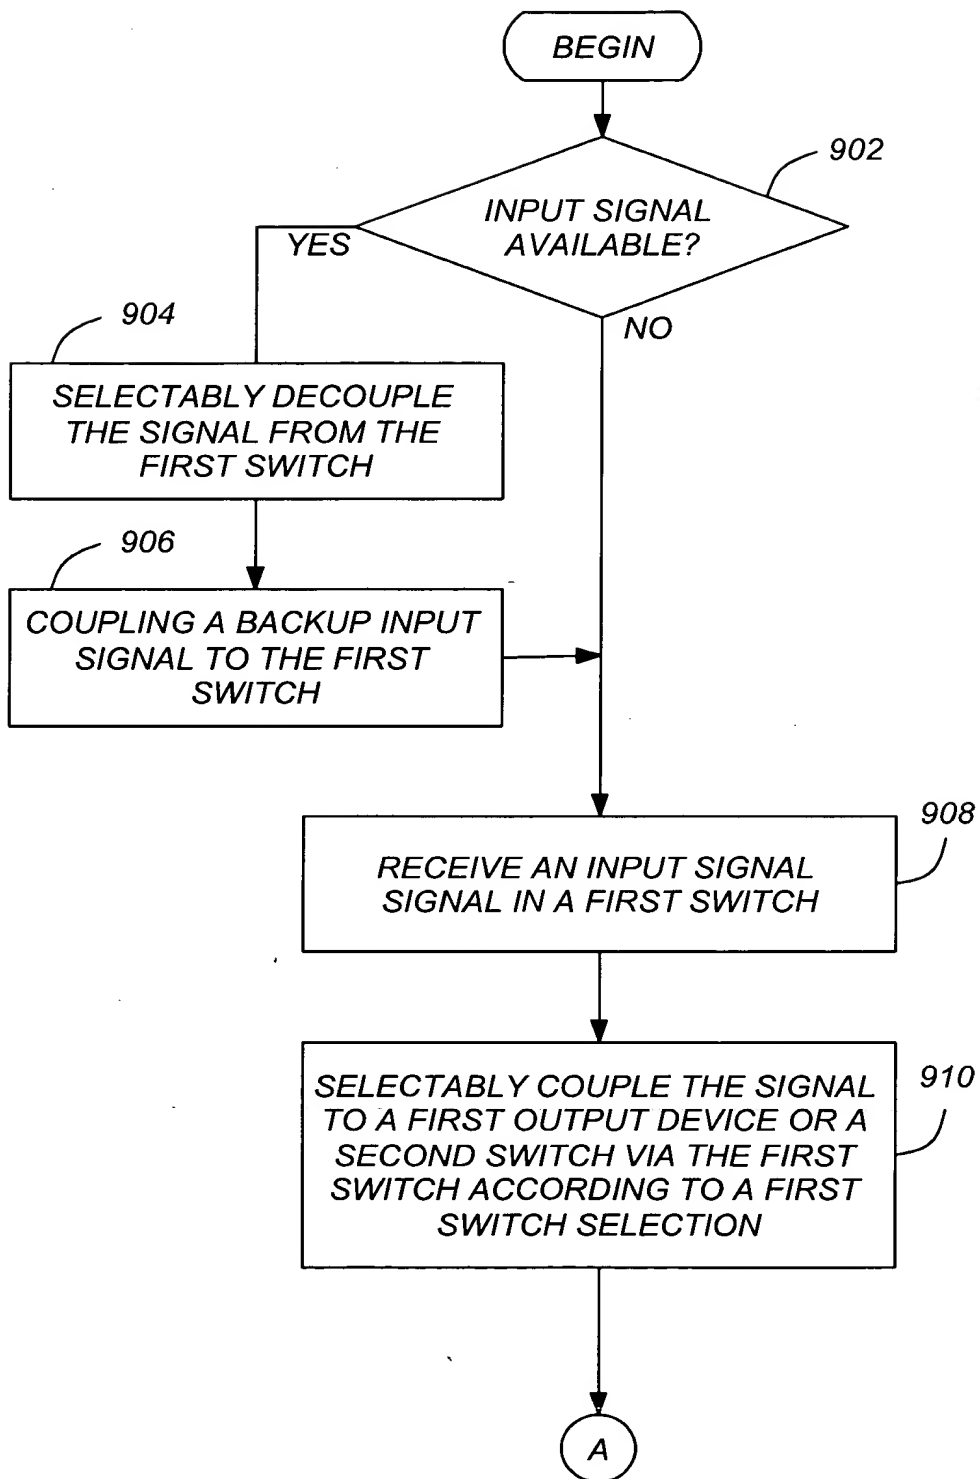 BEGIN
902
INPUT SIGNAL
AVAILABLE?
YES
NO
904
SELECTABLY DECOUPLE
THE SIGNAL FROM THE
FIRST SWITCH
906
COUPLING A BACKUP INPUT
SIGNAL TO THE FIRST
SWITCH
908
RECEIVE AN INPUT SIGNAL
SIGNAL IN A FIRST SWITCH
910
SELECTABLY COUPLE THE SIGNAL
TO A FIRST OUTPUT DEVICE OR A
SECOND SWITCH VIA THE FIRST
SWITCH ACCORDING TO A FIRST
SWITCH SELECTION
A